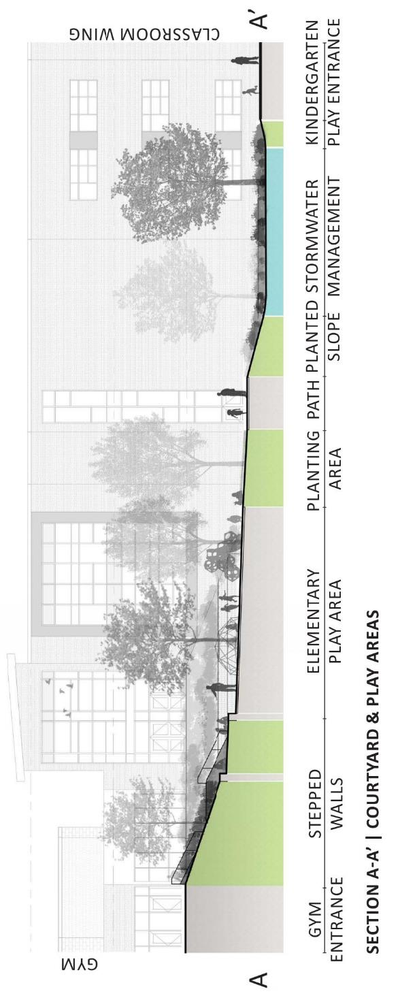 GYM
CLASSROOM WING
A
A’
GYM
ENTRANCE
STEPPED
WALLS
ELEMENTARY
PLAY AREA
PLANTING
AREA
PATH
PLANTED
SLOPE
STORMWATER
MANAGEMENT
KINDERGARTEN
PLAY ENTRANCE
SECTION A-A’ | COURTYARD & PLAY AREAS